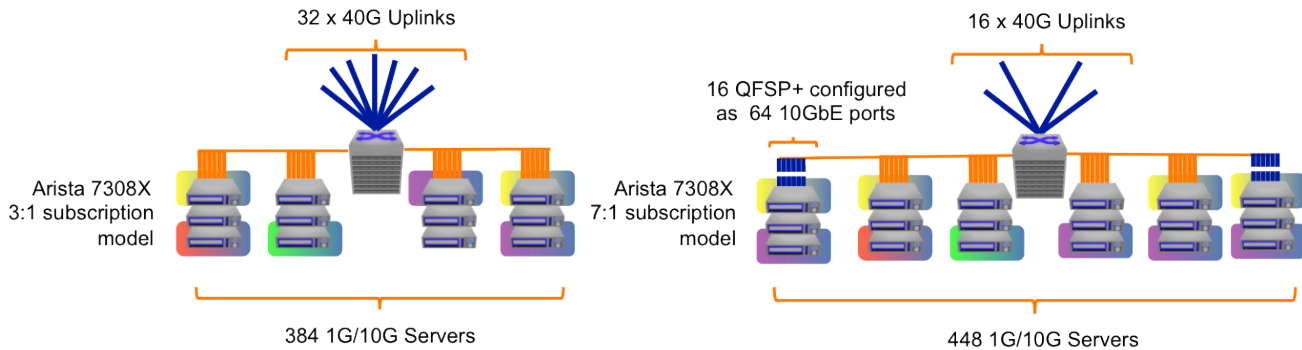 32 x 40G Uplinks
Arista 7308X
3:1 subscription
model
384 1G/10G Servers
16 x 40G Uplinks
16 QFSP+ configured
as 64 10GbE ports
Arista 7308X
7:1 subscription
model
448 1G/10G Servers